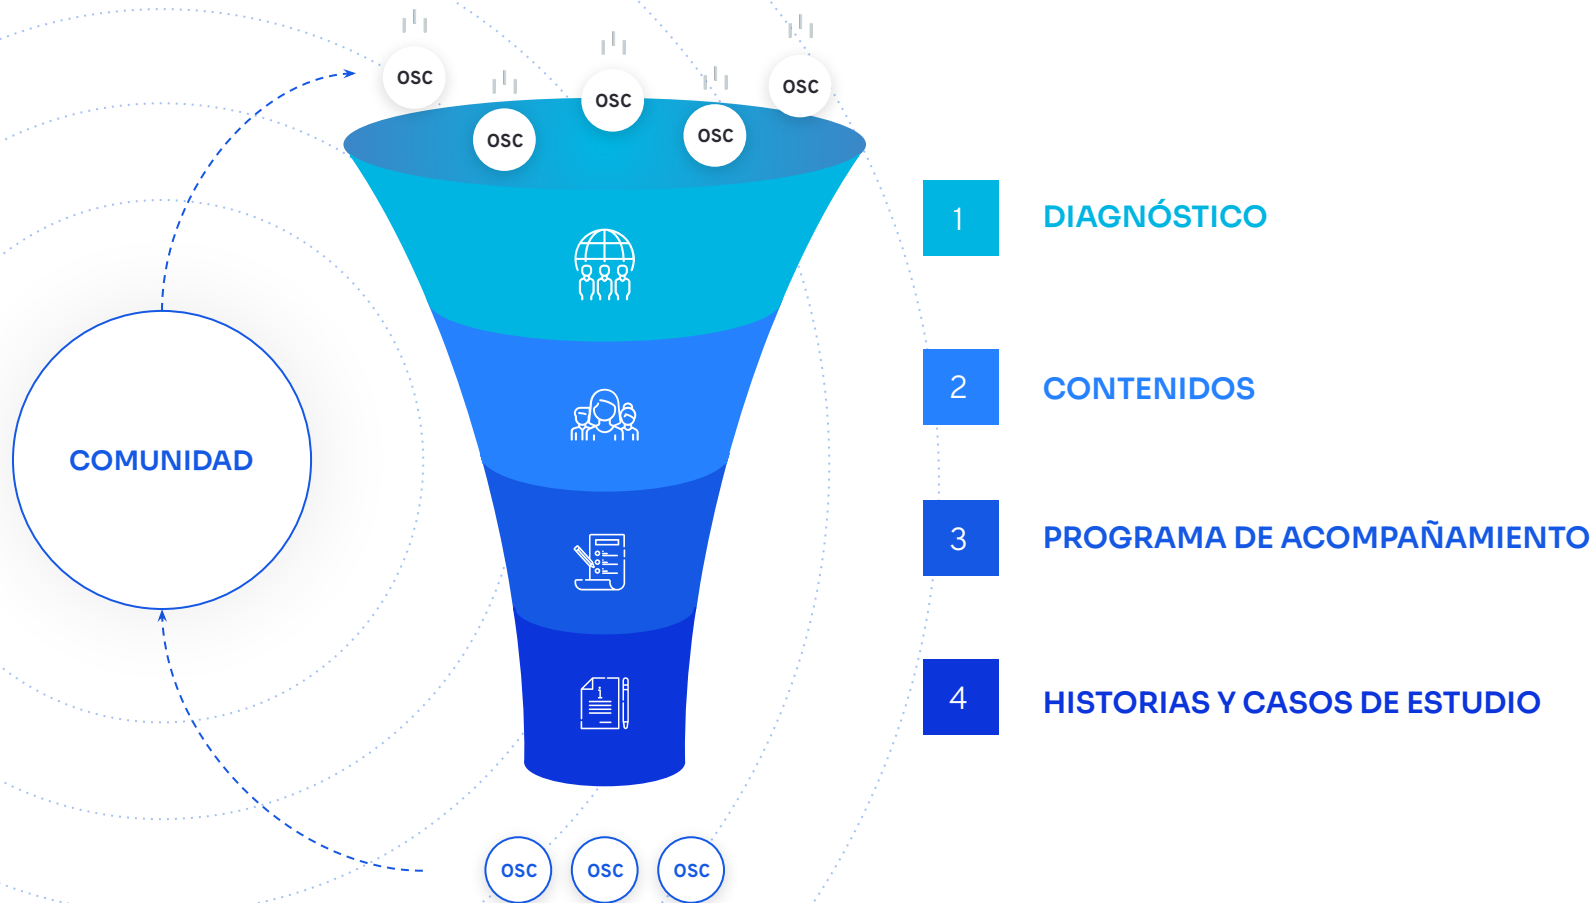 OSC
OSC
OSC
OSC
OSC
1
DIAGNÓSTICO
2
CONTENIDOS
COMUNIDAD
3
PROGRAMA DE ACOMPAÑAMIENTO
4
HISTORIAS Y CASOS DE ESTUDIO
OSC
OSC
OSC